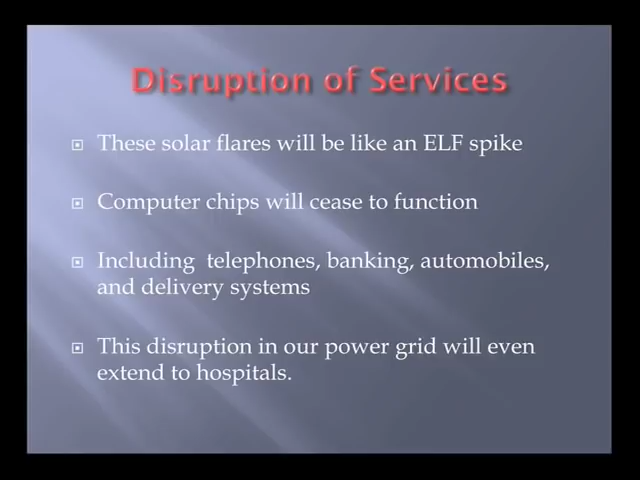 Disruption of Services
These solar flares will be like an ELF spike
Computer chips will cease to function
Including telephones, banking, automobiles,
and delivery systems
This disruption in our power grid will even
extend to hospitals.